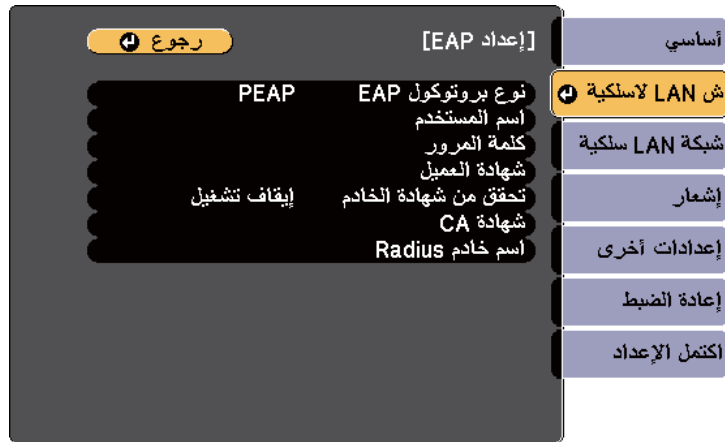 أساسي
ش LAN لاسلكية
شبكة LAN سلكية
إشعار
إعدادات أخرى
إعادة الضبط
اكتمل الإعداد
[إعداد EAP] رجوع
نوع بروتوكول EAP PEAP
اسم المستخدم
كلمة المرور
شهادة العميل
تحقق من شهادة الخادم إيقاف تشغيل
شهادة CA
اسم خادم Radius